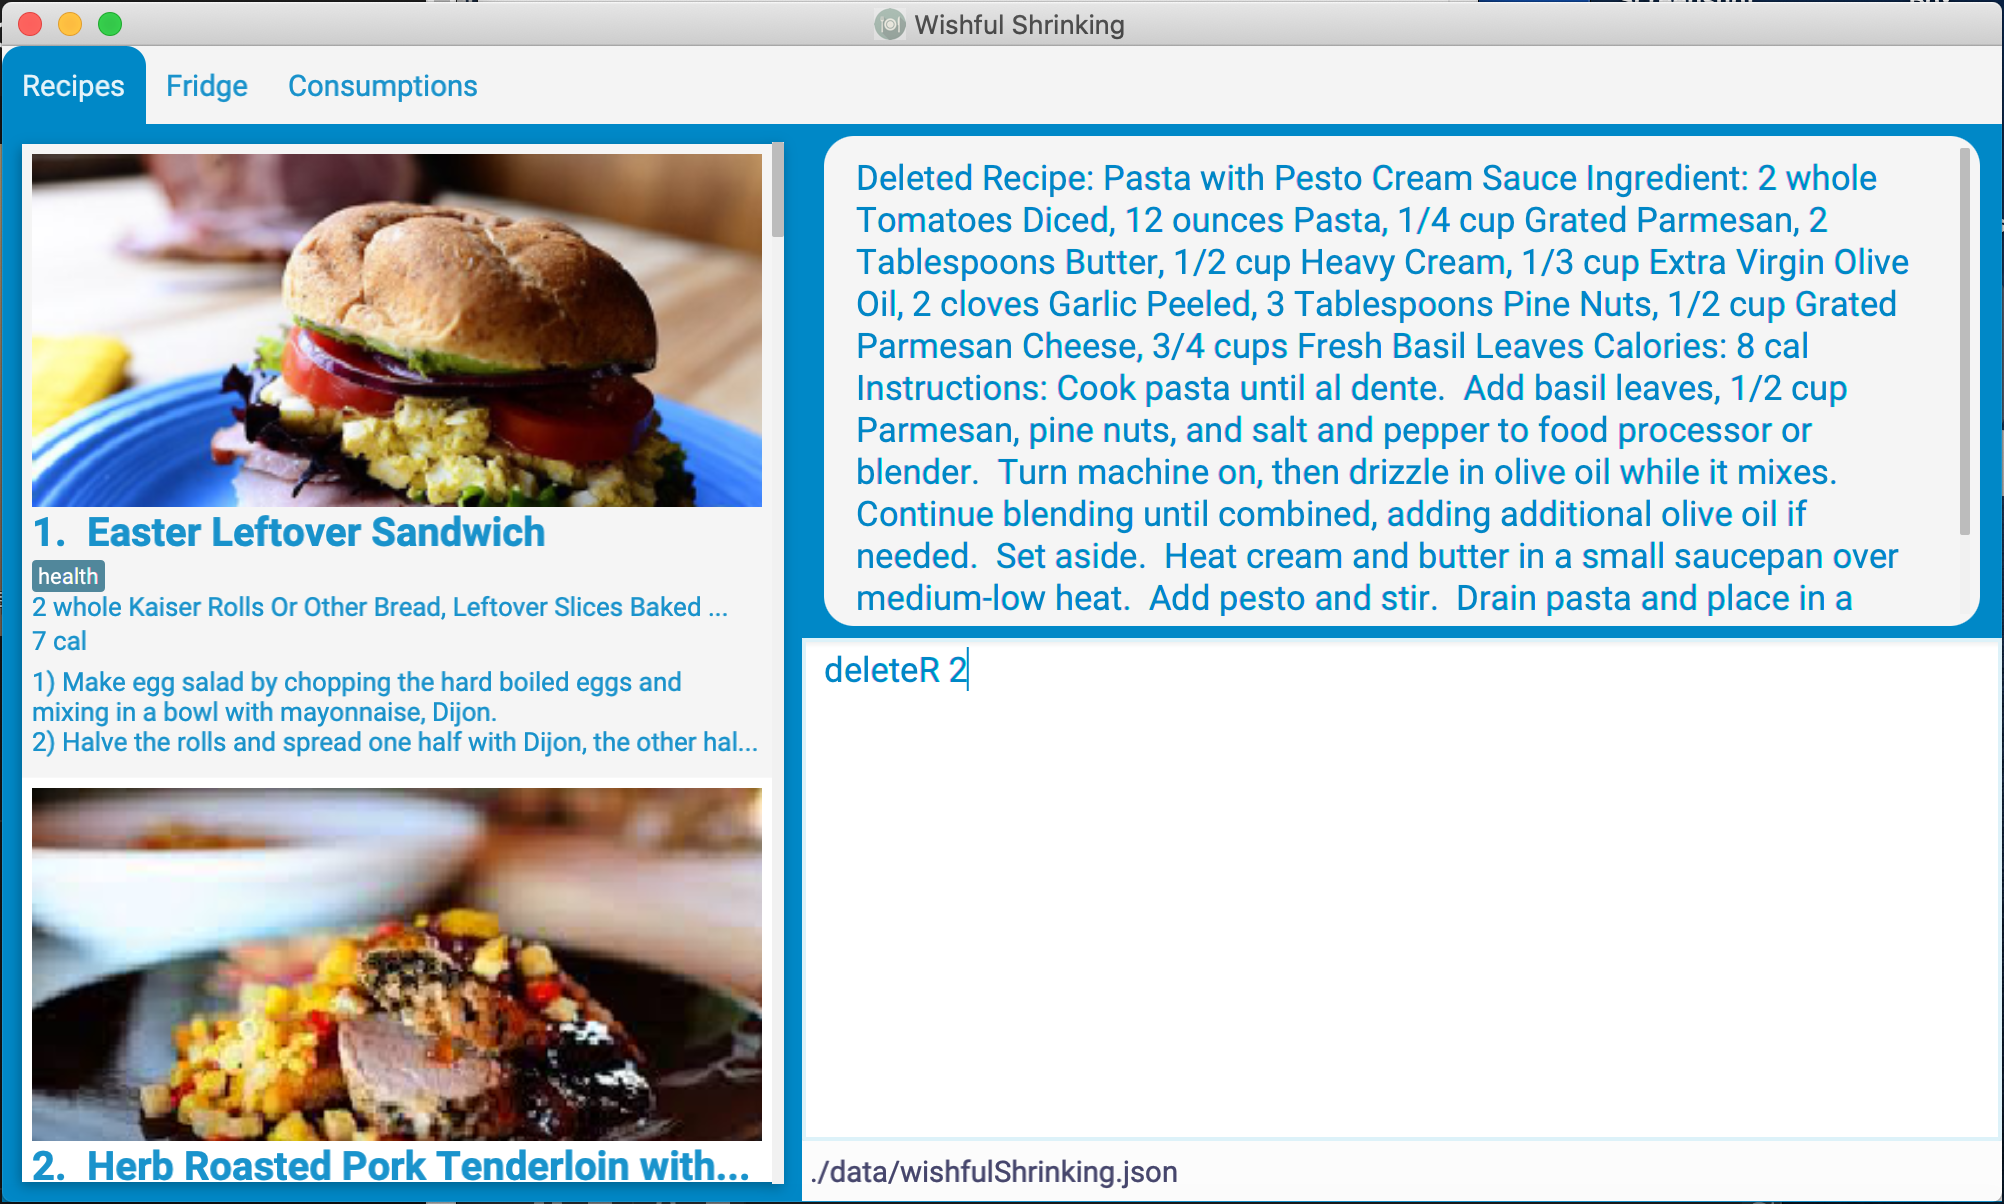 Wishful Shrinking
Recipes
Fridge
Consumptions
1. Easter Leftover Sandwich
health
2 whole Kaiser Rolls Or Other Bread, Leftover Slices Baked ...
7 cal
1) Make egg salad by chopping the hard boiled eggs and
mixing in a bowl with mayonnaise, Dijon.
2) Halve the rolls and spread one half with Dijon, the other hal...
2. Herb Roasted Pork Tenderloin with...
Deleted Recipe: Pasta with Pesto Cream Sauce Ingredient: 2 whole
Tomatoes Diced, 12 ounces Pasta, 1/4 cup Grated Parmesan, 2
Tablespoons Butter, 1/2 cup Heavy Cream, 1/3 cup Extra Virgin Olive
Oil, 2 cloves Garlic Peeled, 3 Tablespoons Pine Nuts, 1/2 cup Grated
Parmesan Cheese, 3/4 cups Fresh Basil Leaves Calories: 8 cal
Instructions: Cook pasta until al dente.  Add basil leaves, 1/2 cup
Parmesan, pine nuts, and salt and pepper to food processor or
blender.  Turn machine on, then drizzle in olive oil while it mixes.
Continue blending until combined, adding additional olive oil if
needed.  Set aside.  Heat cream and butter in a small saucepan over
medium-low heat.  Add pesto and stir.  Drain pasta and place in a
deleteR 2
./data/wishfulShrinking.json